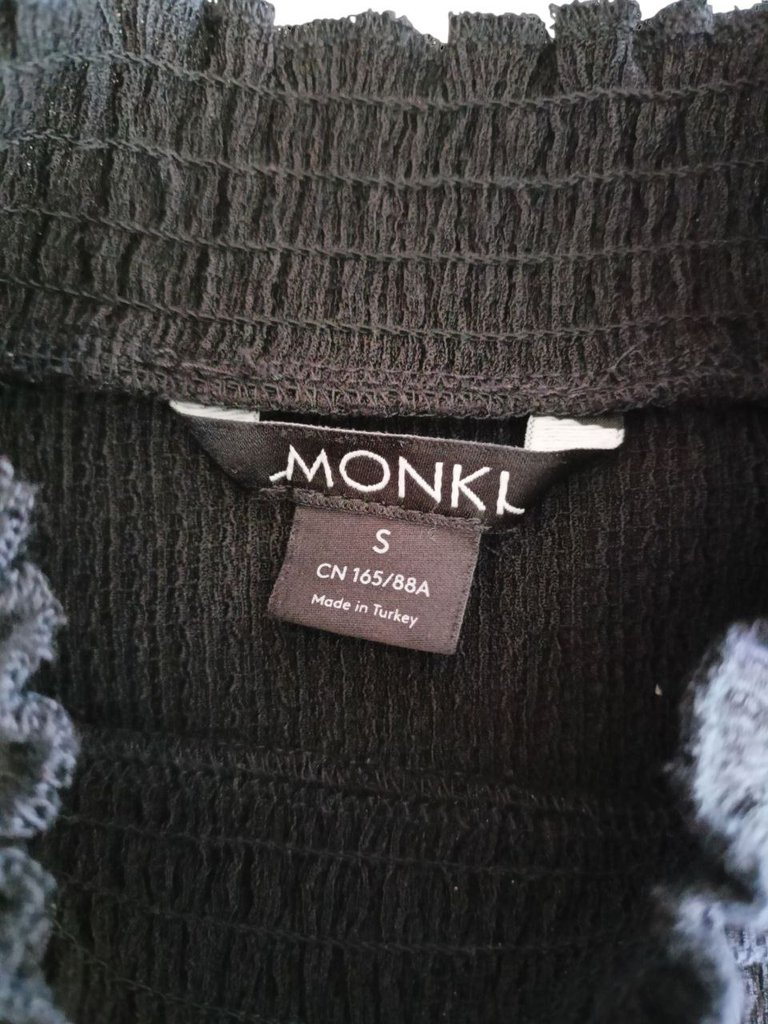 MONKI
S
CN 165/88A
Made in Turkey